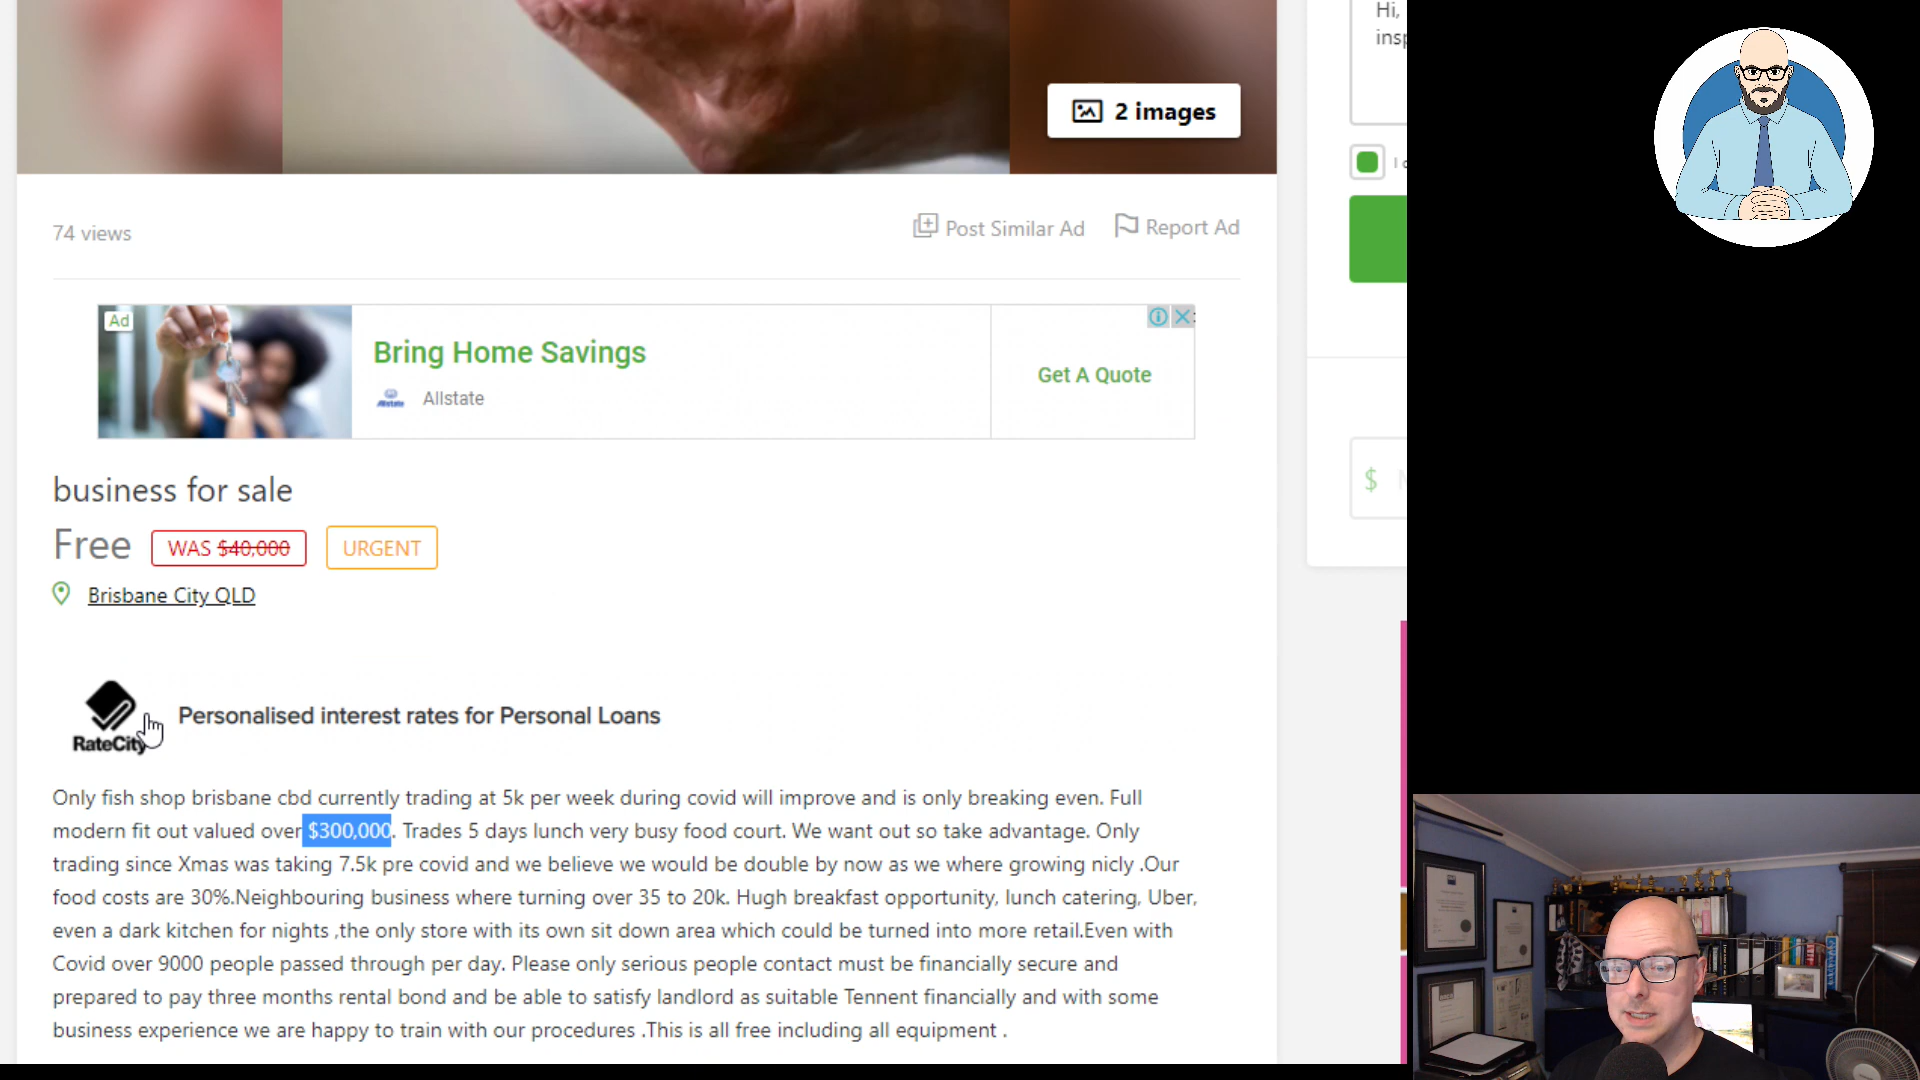 Hi,
insp
2 images
I c
74 views
Post Similar Ad
Report Ad
Ad
Bring Home Savings
Allstate
Allstate
Get A Quote
business for sale
Free
WAS $40,000
URGENT
$
Brisbane City QLD
RateCity
Personalised interest rates for Personal Loans
Only fish shop brisbane cbd currently trading at 5k per week during covid will improve and is only breaking even. Full
modern fit out valued over $300,000. Trades 5 days lunch very busy food court. We want out so take advantage. Only
trading since Xmas was taking 7.5k pre covid and we believe we would be double by now as we where growing nicly .Our
food costs are 30%.Neighbouring business where turning over 35 to 20k. Hugh breakfast opportunity, lunch catering, Uber,
even a dark kitchen for nights ,the only store with its own sit down area which could be turned into more retail.Even with
Covid over 9000 people passed through per day. Please only serious people contact must be financially secure and
prepared to pay three months rental bond and be able to satisfy landlord as suitable Tennent financially and with some
business experience we are happy to train with our procedures .This is all free including all equipment .